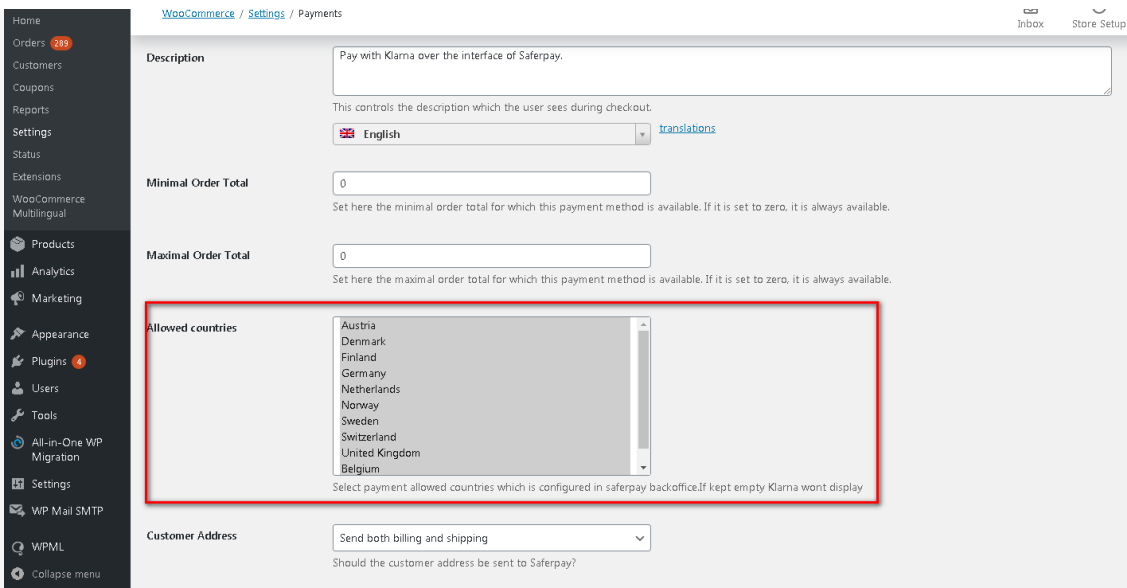 WooCommerce / Settings / Payments
Inbox
Store Setup
Home
Orders 289
Customers
Coupons
Reports
Settings
Status
Extensions
WooCommerce
Multilingual
Products
Analytics
Marketing
Appearance
Plugins 4
Users
Tools
All-in-One WP
Migration
Settings
WP Mail SMTP
WPML
Collapse menu
Description
Pay with Klarna over the interface of Saferpay.
This controls the description which the user sees during checkout.
English
translations
Minimal Order Total
0
Set here the minimal order total for which this payment method is available. If it is set to zero, it is always available.
Maximal Order Total
0
Set here the maximal order total for which this payment method is available. If it is set to zero, it is always available.
Allowed countries
Austria
Denmark
Finland
Germany
Netherlands
Norway
Sweden
Switzerland
United Kingdom
Belgium
Select payment allowed countries which is configured in saferpay backoffice.If kept empty Klarna wont display
Customer Address
Send both billing and shipping
Should the customer address be sent to Saferpay?